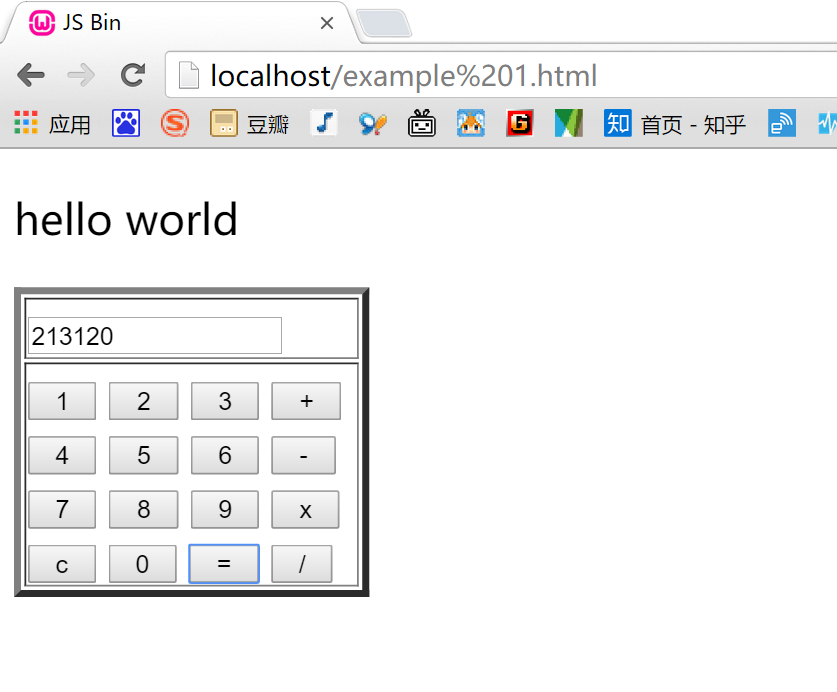 JS Bin
localhost/example%201.html
应用 豆瓣 G 知 首页 - 知乎
hello world
213120
1 2 3 +
4 5 6 -
7 8 9 x
c 0 = /